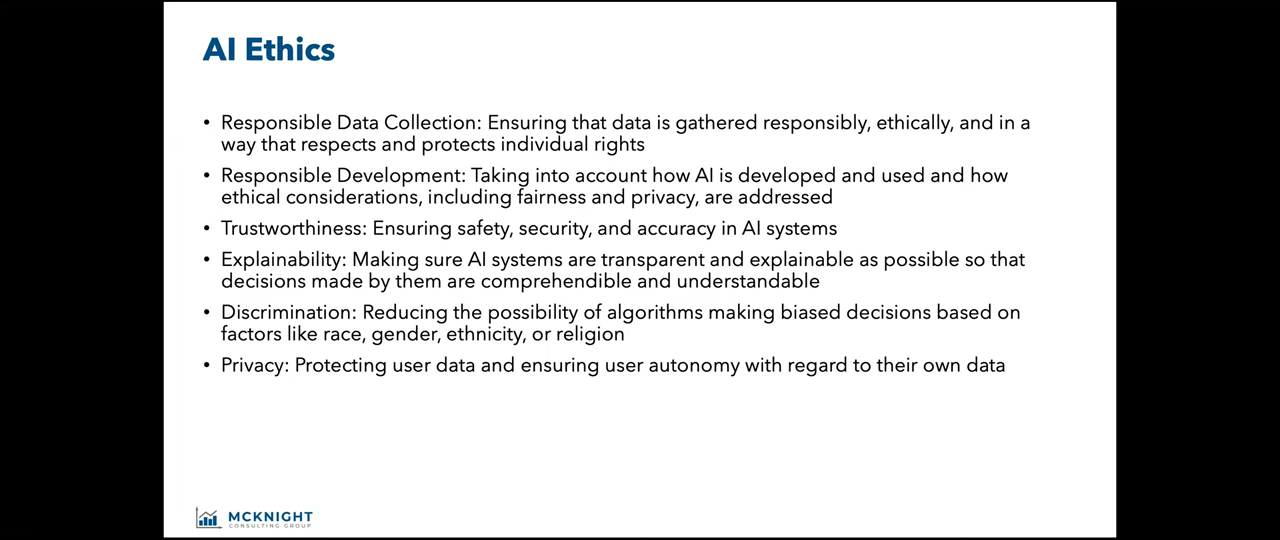 AI Ethics
• Responsible Data Collection: Ensuring that data is gathered responsibly, ethically, and in a
way that respects and protects individual rights
• Responsible Development: Taking into account how AI is developed and used and how
ethical considerations, including fairness and privacy, are addressed
• Trustworthiness: Ensuring safety, security, and accuracy in AI systems
• Explainability: Making sure AI systems are transparent and explainable as possible so that
decisions made by them are comprehendible and understandable
• Discrimination: Reducing the possibility of algorithms making biased decisions based on
factors like race, gender, ethnicity, or religion
• Privacy: Protecting user data and ensuring user autonomy with regard to their own data
MCKNIGHT
CONSULTING GROUP